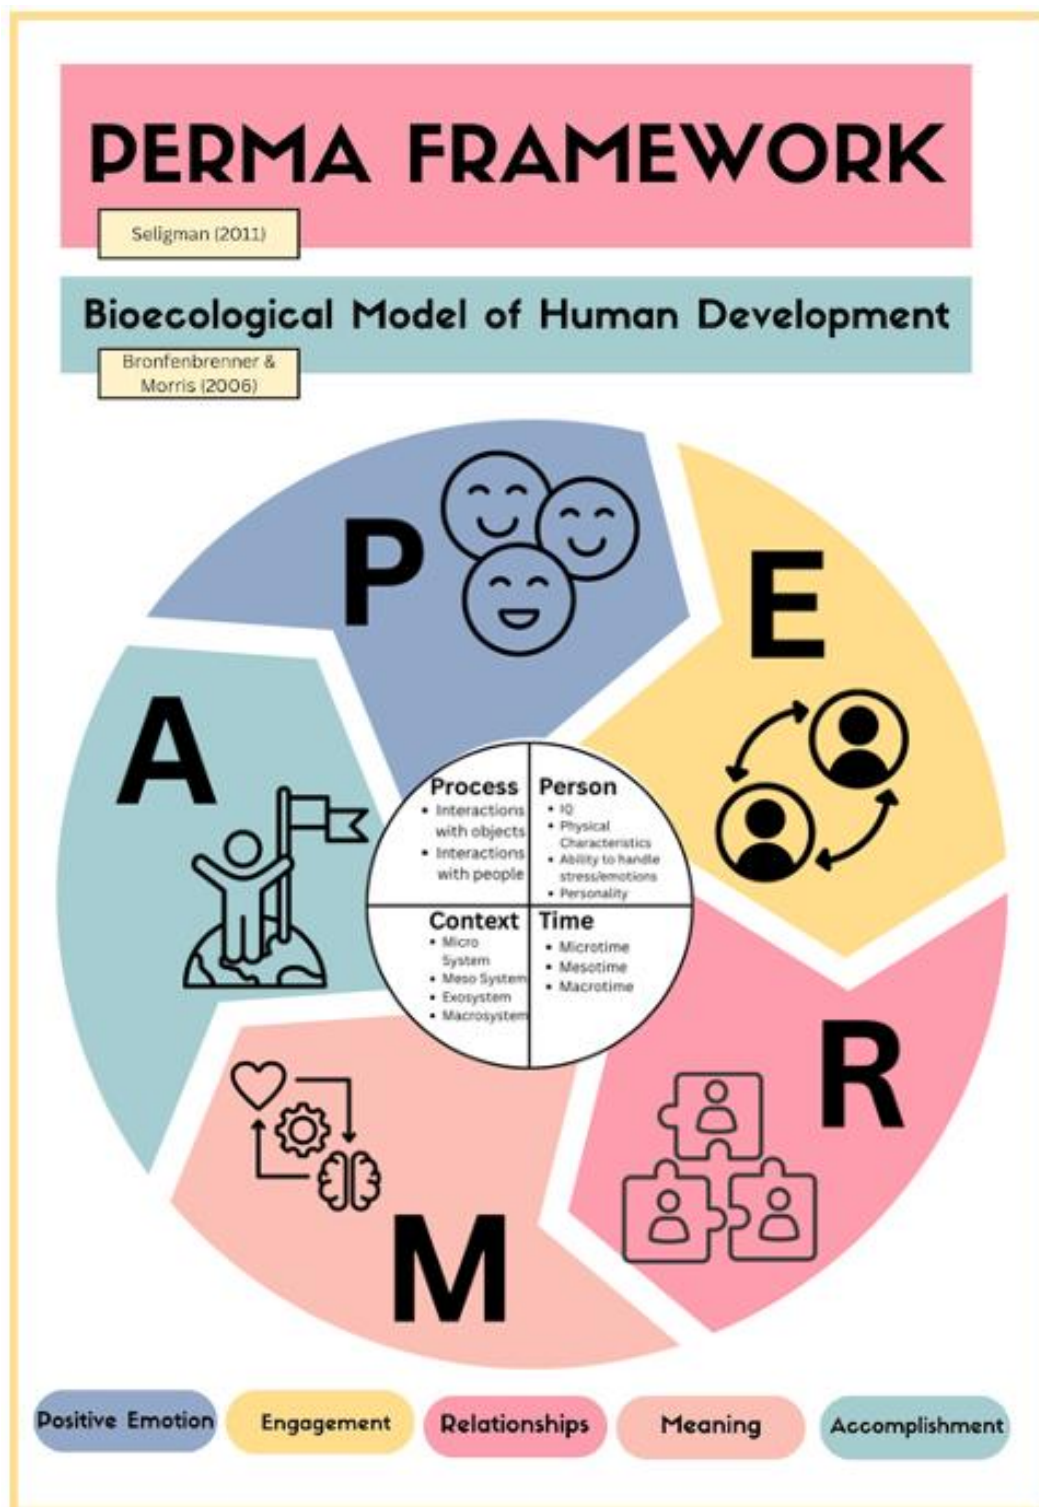 PERMA FRAMEWORK
Seligman (2011)
Bioecological Model of Human Development
Bronfenbrenner &
Morris (2006)
P
E
A
Process
• Interactions
with objects
• Interactions
with people
Person
• IQ
• Physical
Characteristics
• Ability to handle
stress/emotions
• Personality
Context
• Micro
System
• Meso System
• Exosystem
• Macrosystem
Time
• Microtime
• Mesotime
• Macrotime
R
M
Positive Emotion
Engagement
Relationships
Meaning
Accomplishment